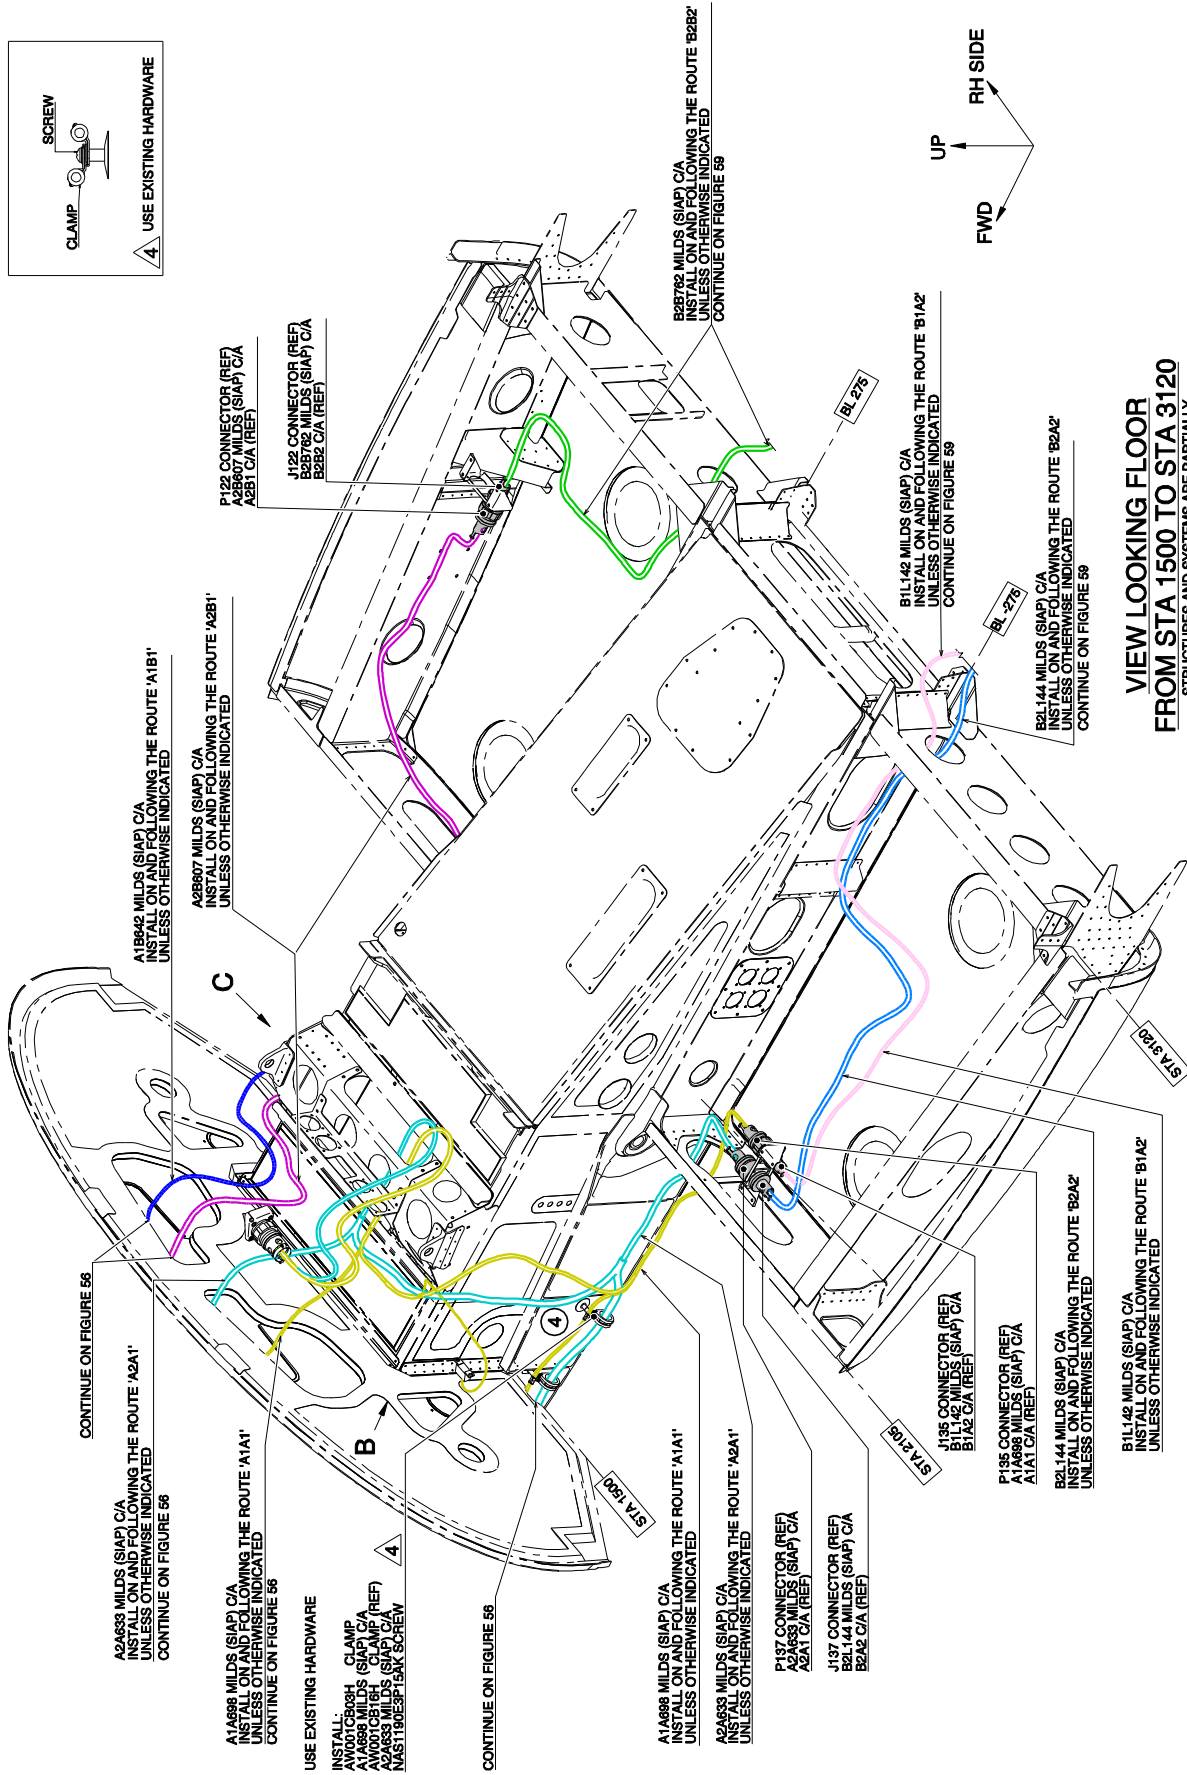 SCREW
CLAMP
4
USE EXISTING HARDWARE
P122 CONNECTOR (REF)
A2B607 MILDS (SIAP) C/A
A2B1 C/A (REF)
J122 CONNECTOR (REF)
B2B762 MILDS (SIAP) C/A
B2B2 C/A (REF)
B2B762 MILDS (SIAP) C/A
INSTALL ON AND FOLLOWING THE ROUTE 'B2B2'
UNLESS OTHERWISE INDICATED
CONTINUE ON FIGURE 59
UP
RH SIDE
FWD
A1B642 MILDS (SIAP) C/A
INSTALL ON AND FOLLOWING THE ROUTE 'A1B1'
UNLESS OTHERWISE INDICATED
A2B607 MILDS (SIAP) C/A
INSTALL ON AND FOLLOWING THE ROUTE 'A2B1'
UNLESS OTHERWISE INDICATED
C
BL 275
B1L142 MILDS (SIAP) C/A
INSTALL ON AND FOLLOWING THE ROUTE 'B1A2'
UNLESS OTHERWISE INDICATED
CONTINUE ON FIGURE 59
BL -275
B2L144 MILDS (SIAP) C/A
INSTALL ON AND FOLLOWING THE ROUTE 'B2A2'
UNLESS OTHERWISE INDICATED
CONTINUE ON FIGURE 59
VIEW LOOKING FLOOR
FROM STA 1500 TO STA 3120
STRUCTURES AND SYSTEMS ARE PARTIALLY
CONTINUE ON FIGURE 56
A2A633 MILDS (SIAP) C/A
INSTALL ON AND FOLLOWING THE ROUTE 'A2A1'
UNLESS OTHERWISE INDICATED
CONTINUE ON FIGURE 56
A1A698 MILDS (SIAP) C/A
INSTALL ON AND FOLLOWING THE ROUTE 'A1A1'
UNLESS OTHERWISE INDICATED
CONTINUE ON FIGURE 56
B
4
USE EXISTING HARDWARE
INSTALL:
AW001CB03H CLAMP
A1A698 MILDS (SIAP) C/A
AW001CB16H CLAMP (REF)
A2A633 MILDS (SIAP) C/A
NAS1190E3P15AK SCREW
4
CONTINUE ON FIGURE 56
STA 1500
A1A698 MILDS (SIAP) C/A
INSTALL ON AND FOLLOWING THE ROUTE 'A1A1'
UNLESS OTHERWISE INDICATED
A2A633 MILDS (SIAP) C/A
INSTALL ON AND FOLLOWING THE ROUTE 'A2A1'
UNLESS OTHERWISE INDICATED
P137 CONNECTOR (REF)
A2A633 MILDS (SIAP) C/A
A2A1 C/A (REF)
J137 CONNECTOR (REF)
B2L144 MILDS (SIAP) C/A
B2A2 C/A (REF)
STA 2105
J135 CONNECTOR (REF)
B1L142 MILDS (SIAP) C/A
B1A2 C/A (REF)
P135 CONNECTOR (REF)
A1A698 MILDS (SIAP) C/A
A1A1 C/A (REF)
B2L144 MILDS (SIAP) C/A
INSTALL ON AND FOLLOWING THE ROUTE 'B2A2'
UNLESS OTHERWISE INDICATED
B1L142 MILDS (SIAP) C/A
INSTALL ON AND FOLLOWING THE ROUTE 'B1A2'
UNLESS OTHERWISE INDICATED
STA 3120